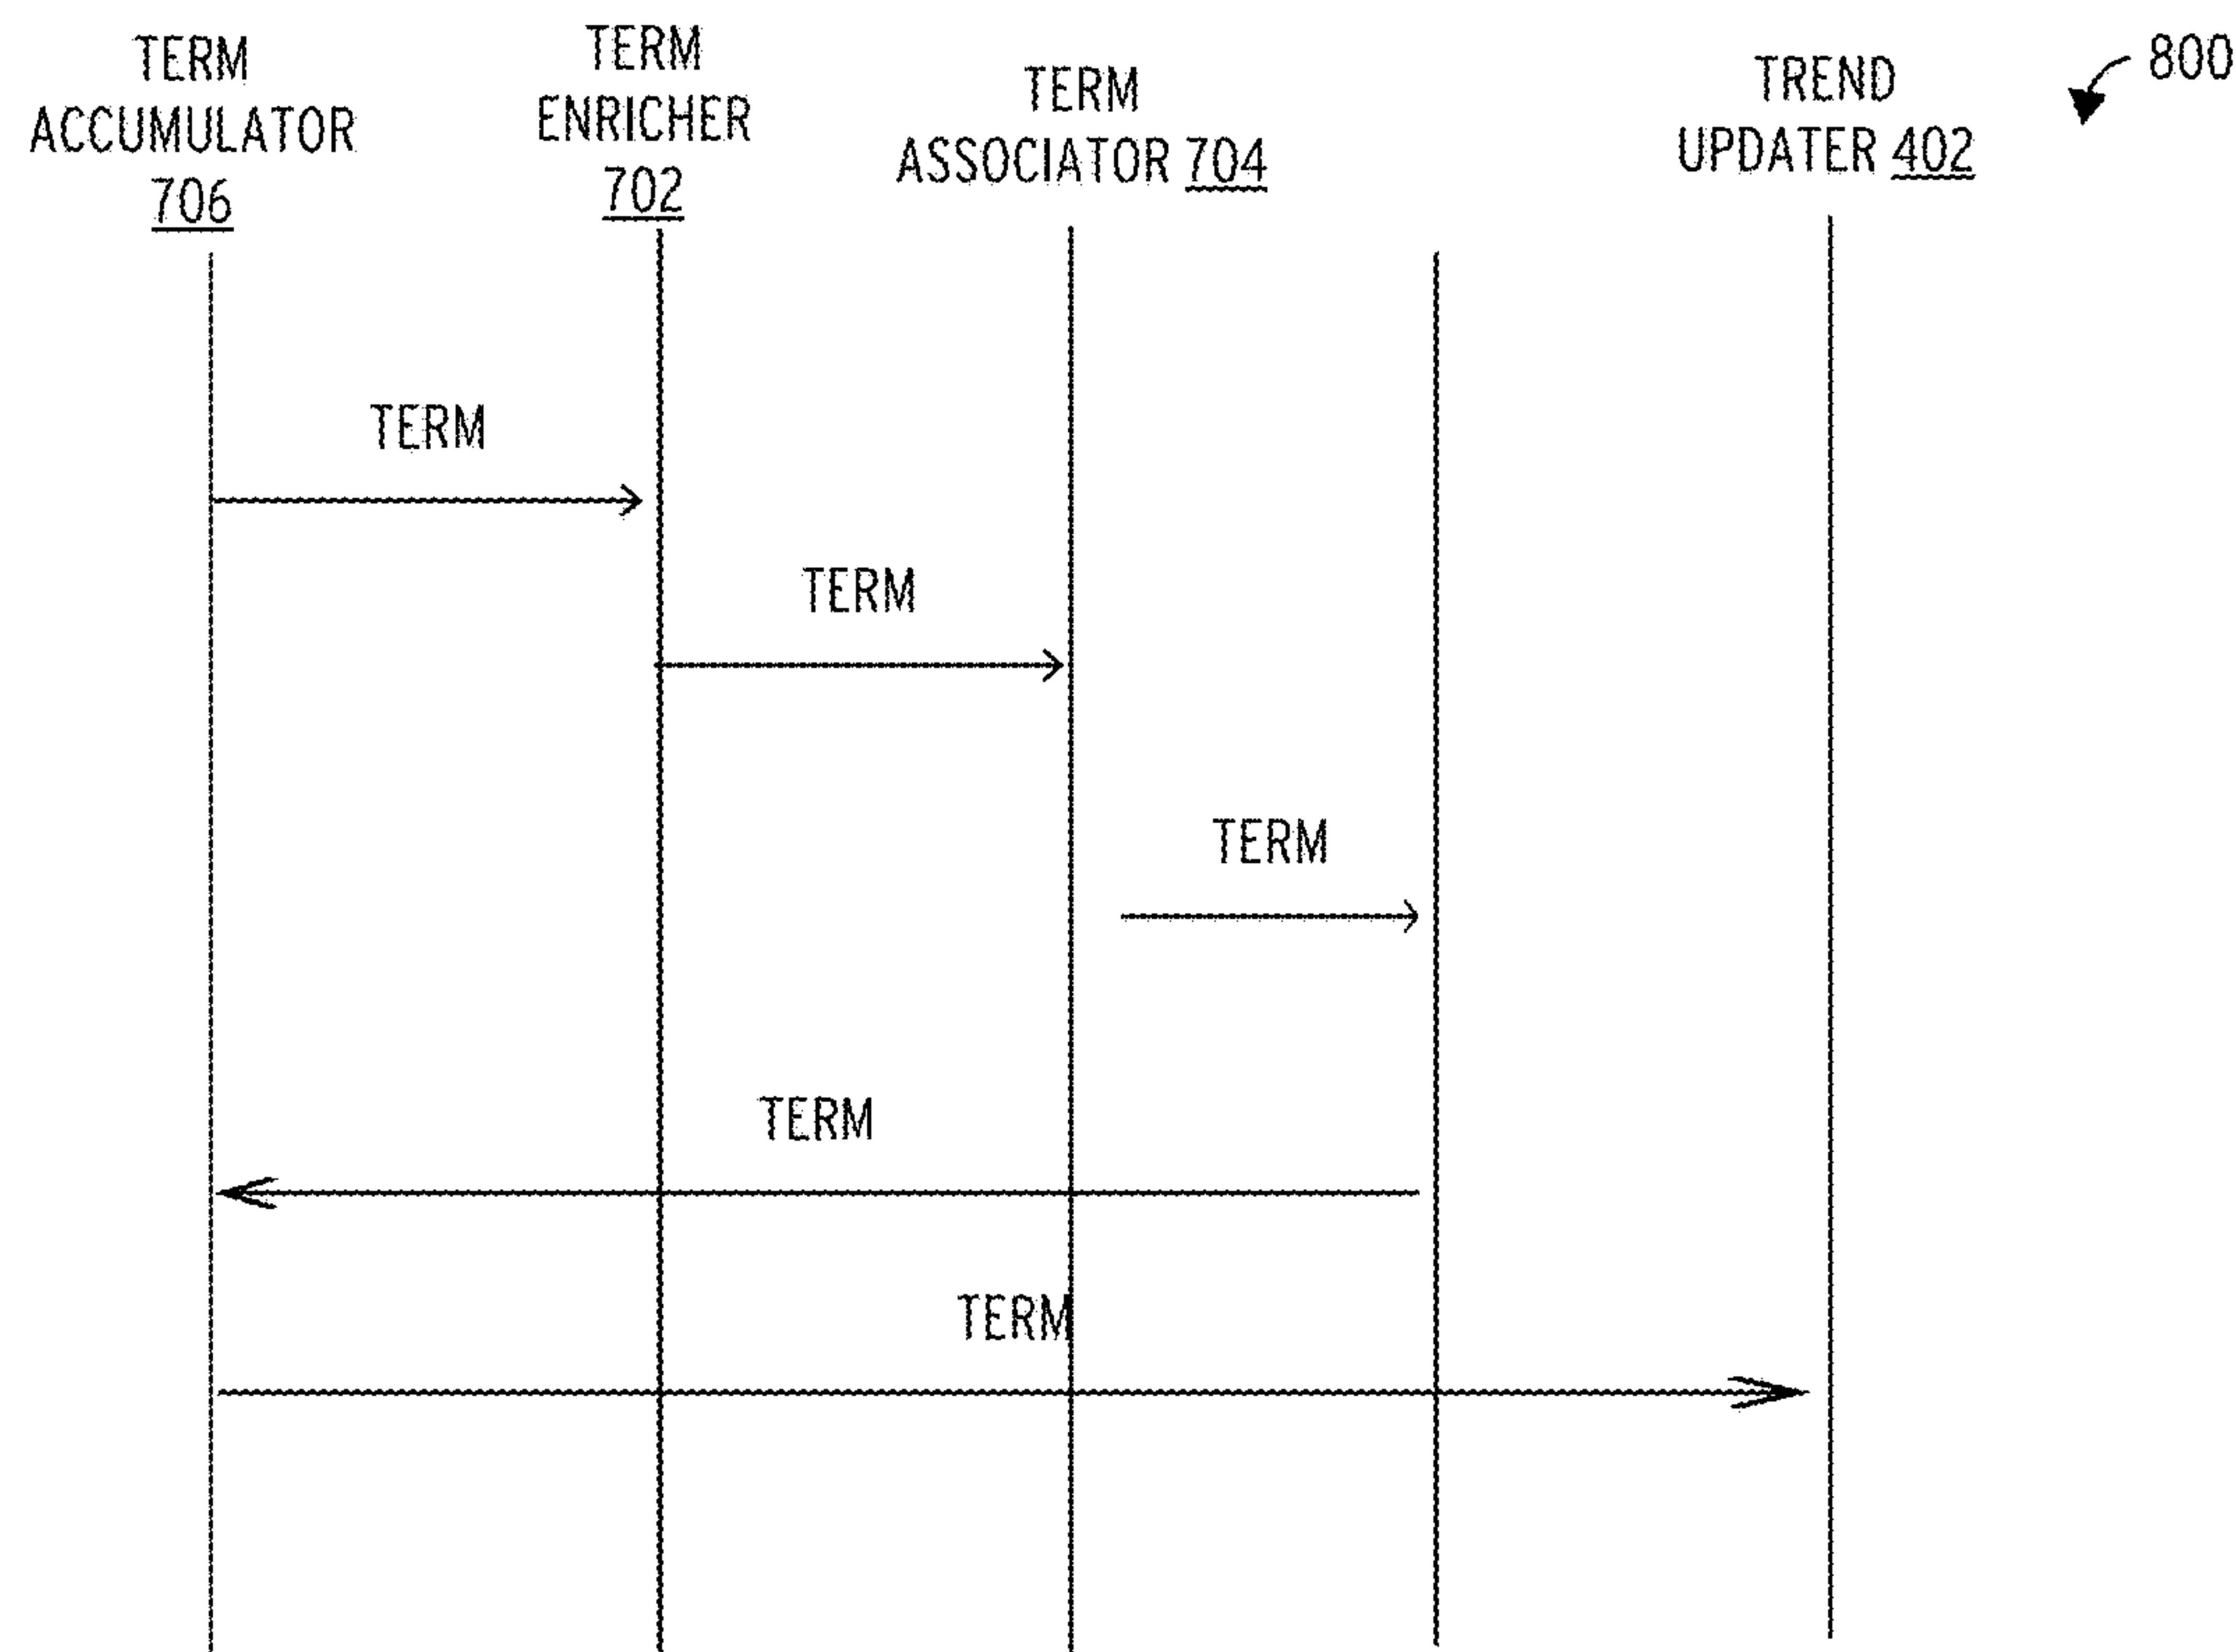 TERM
ACCUMULATOR
706
TERM
ENRICHER
702
TERM
ASSOCIATOR 704
TREND
UPDATER 402
800
TERM
TERM
TERM
TERM
TERM